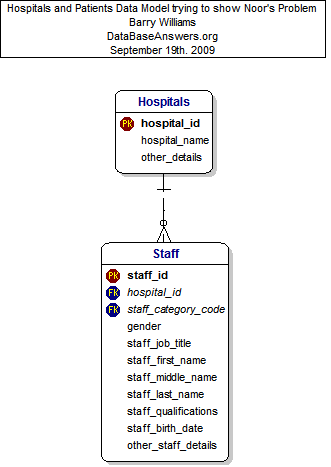 Hospitals and Patients Data Model trying to show Noor's Problem
Barry Williams
DataBaseAnswers.org
September 19th. 2009
Hospitals
PK hospital_id
hospital_name
other_details
Staff
PK staff_id
FK hospital_id
FK staff_category_code
gender
staff_job_title
staff_first_name
staff_middle_name
staff_last_name
staff_qualifications
staff_birth_date
other_staff_details